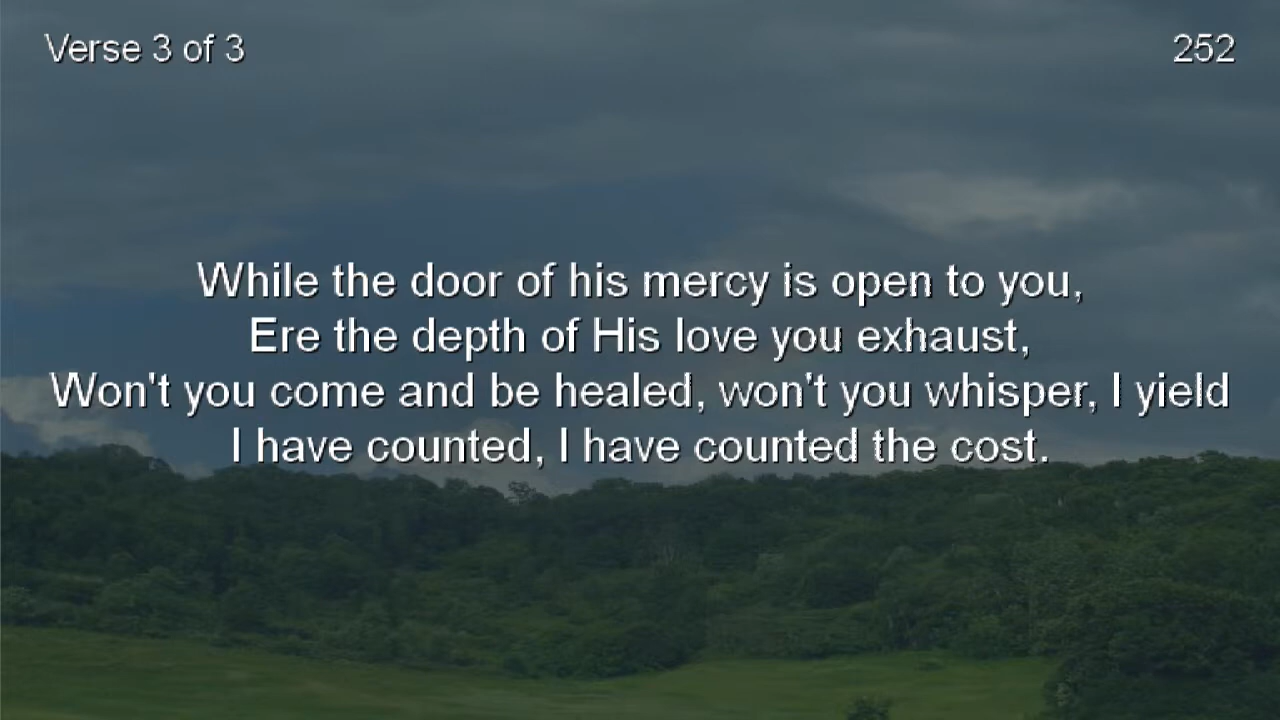 Verse 3 of 3
252
While the door of his mercy is open to you,
Ere the depth of His love you exhaust,
Won't you come and be healed, won't you whisper, I yield
I have counted, I have counted the cost.